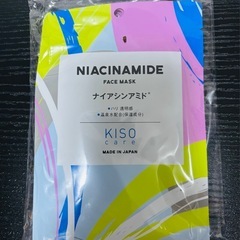 NIACINAMIDE
FACE MASK
ナイアシンアミド
KISO
care
MADE IN JAPAN